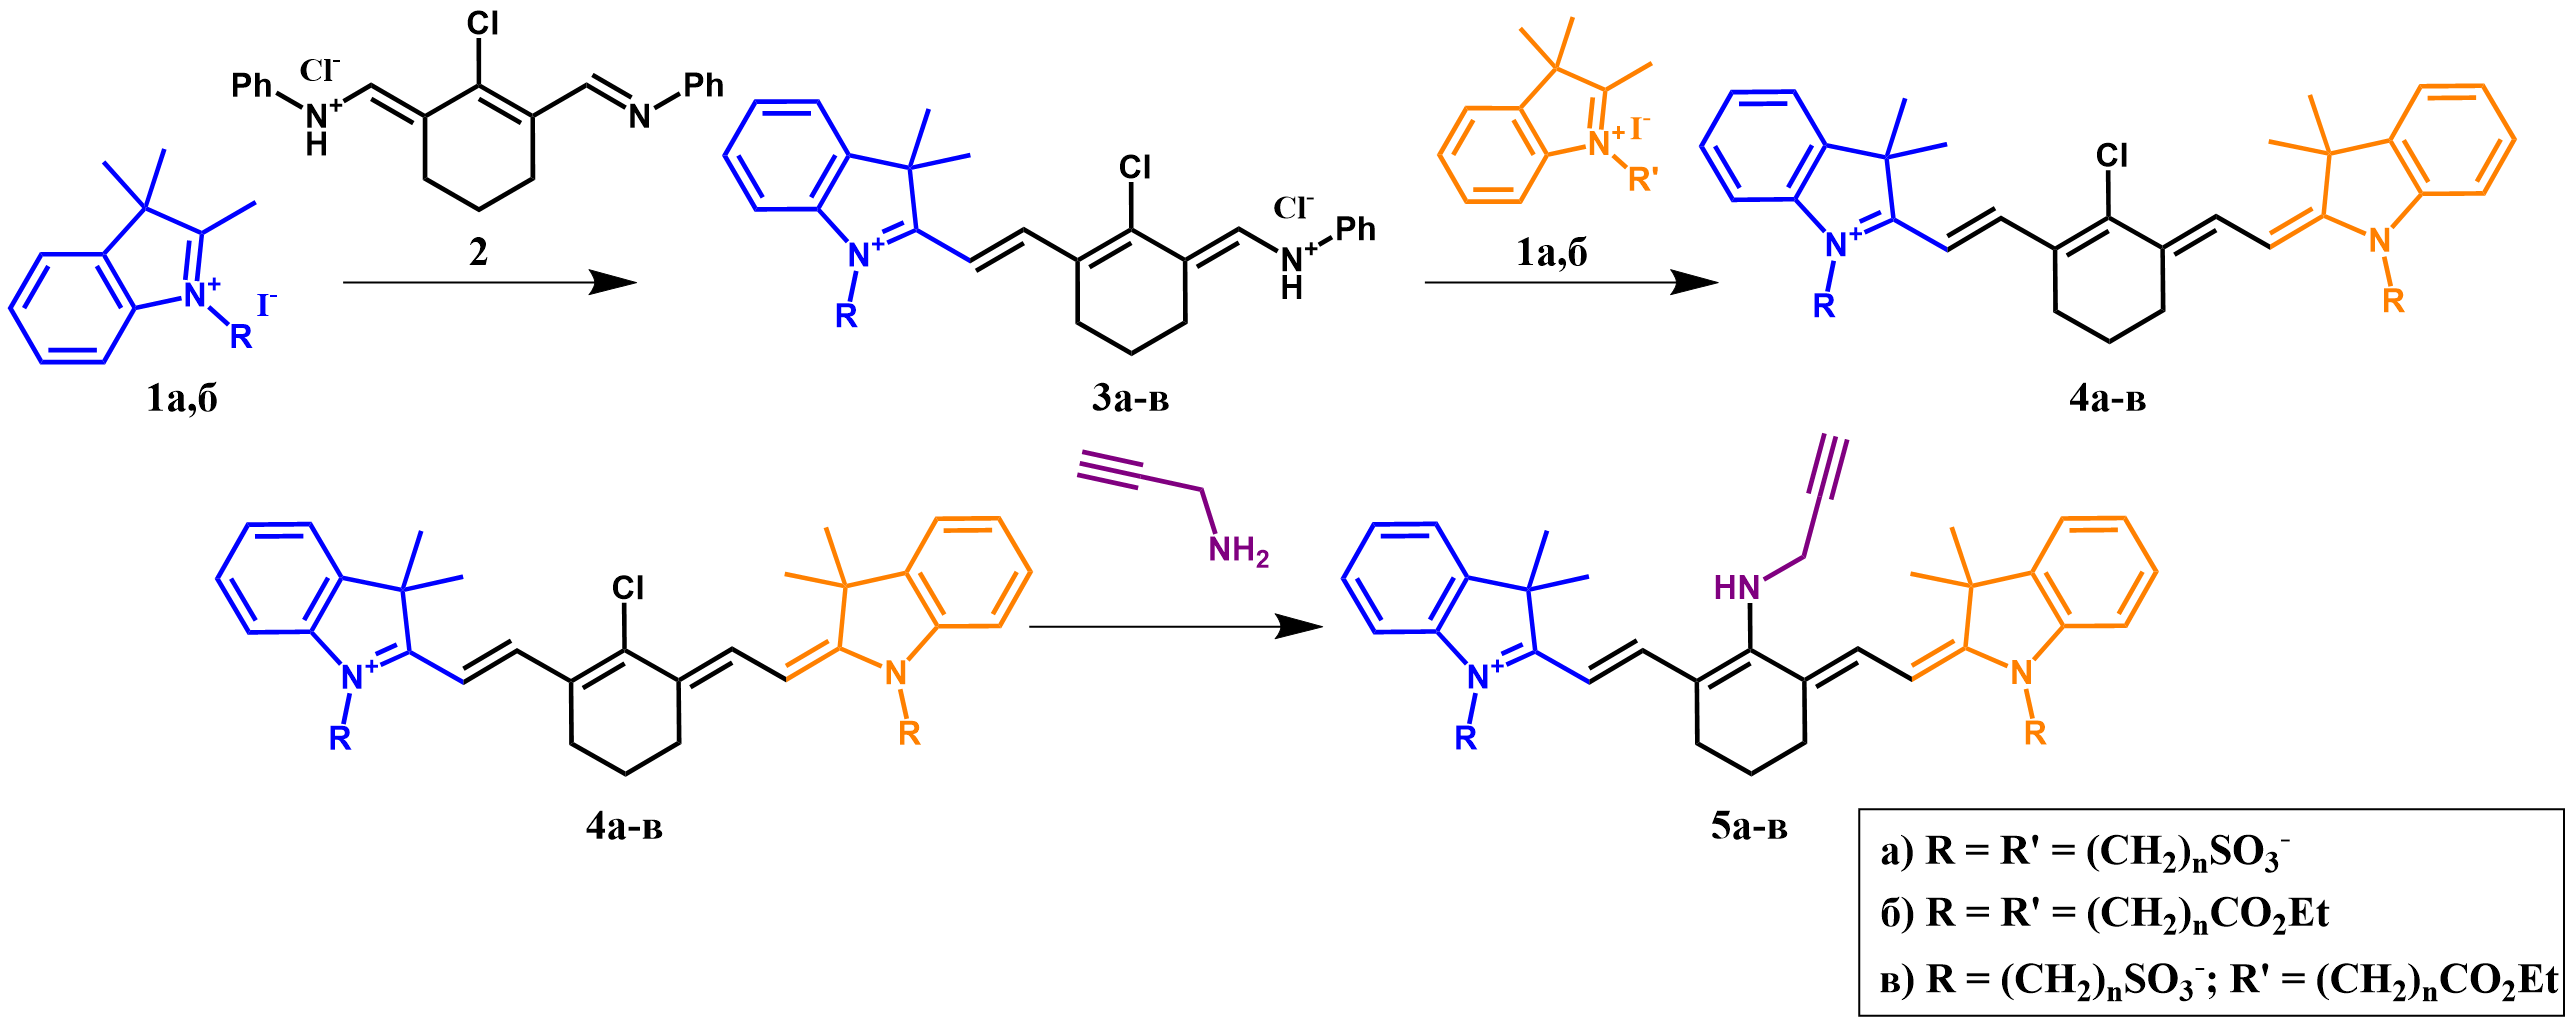 Cl
Ph
Cl⁻
N⁺
H
N
Ph
2
N⁺
I⁻
R
1а,б
Cl
Cl⁻
N⁺
R
N⁺
H
Ph
3а-в
N⁺
I⁻
R'
1а,б
Cl
N⁺
R
N
R
4а-в
Cl
N⁺
R
N
R
4а-в
NH₂
HN
N⁺
R
N
R
5а-в
а) R = R' = (CH₂)ₙSO₃⁻
б) R = R' = (CH₂)ₙCO₂Et
в) R = (CH₂)ₙSO₃⁻; R' = (CH₂)ₙCO₂Et